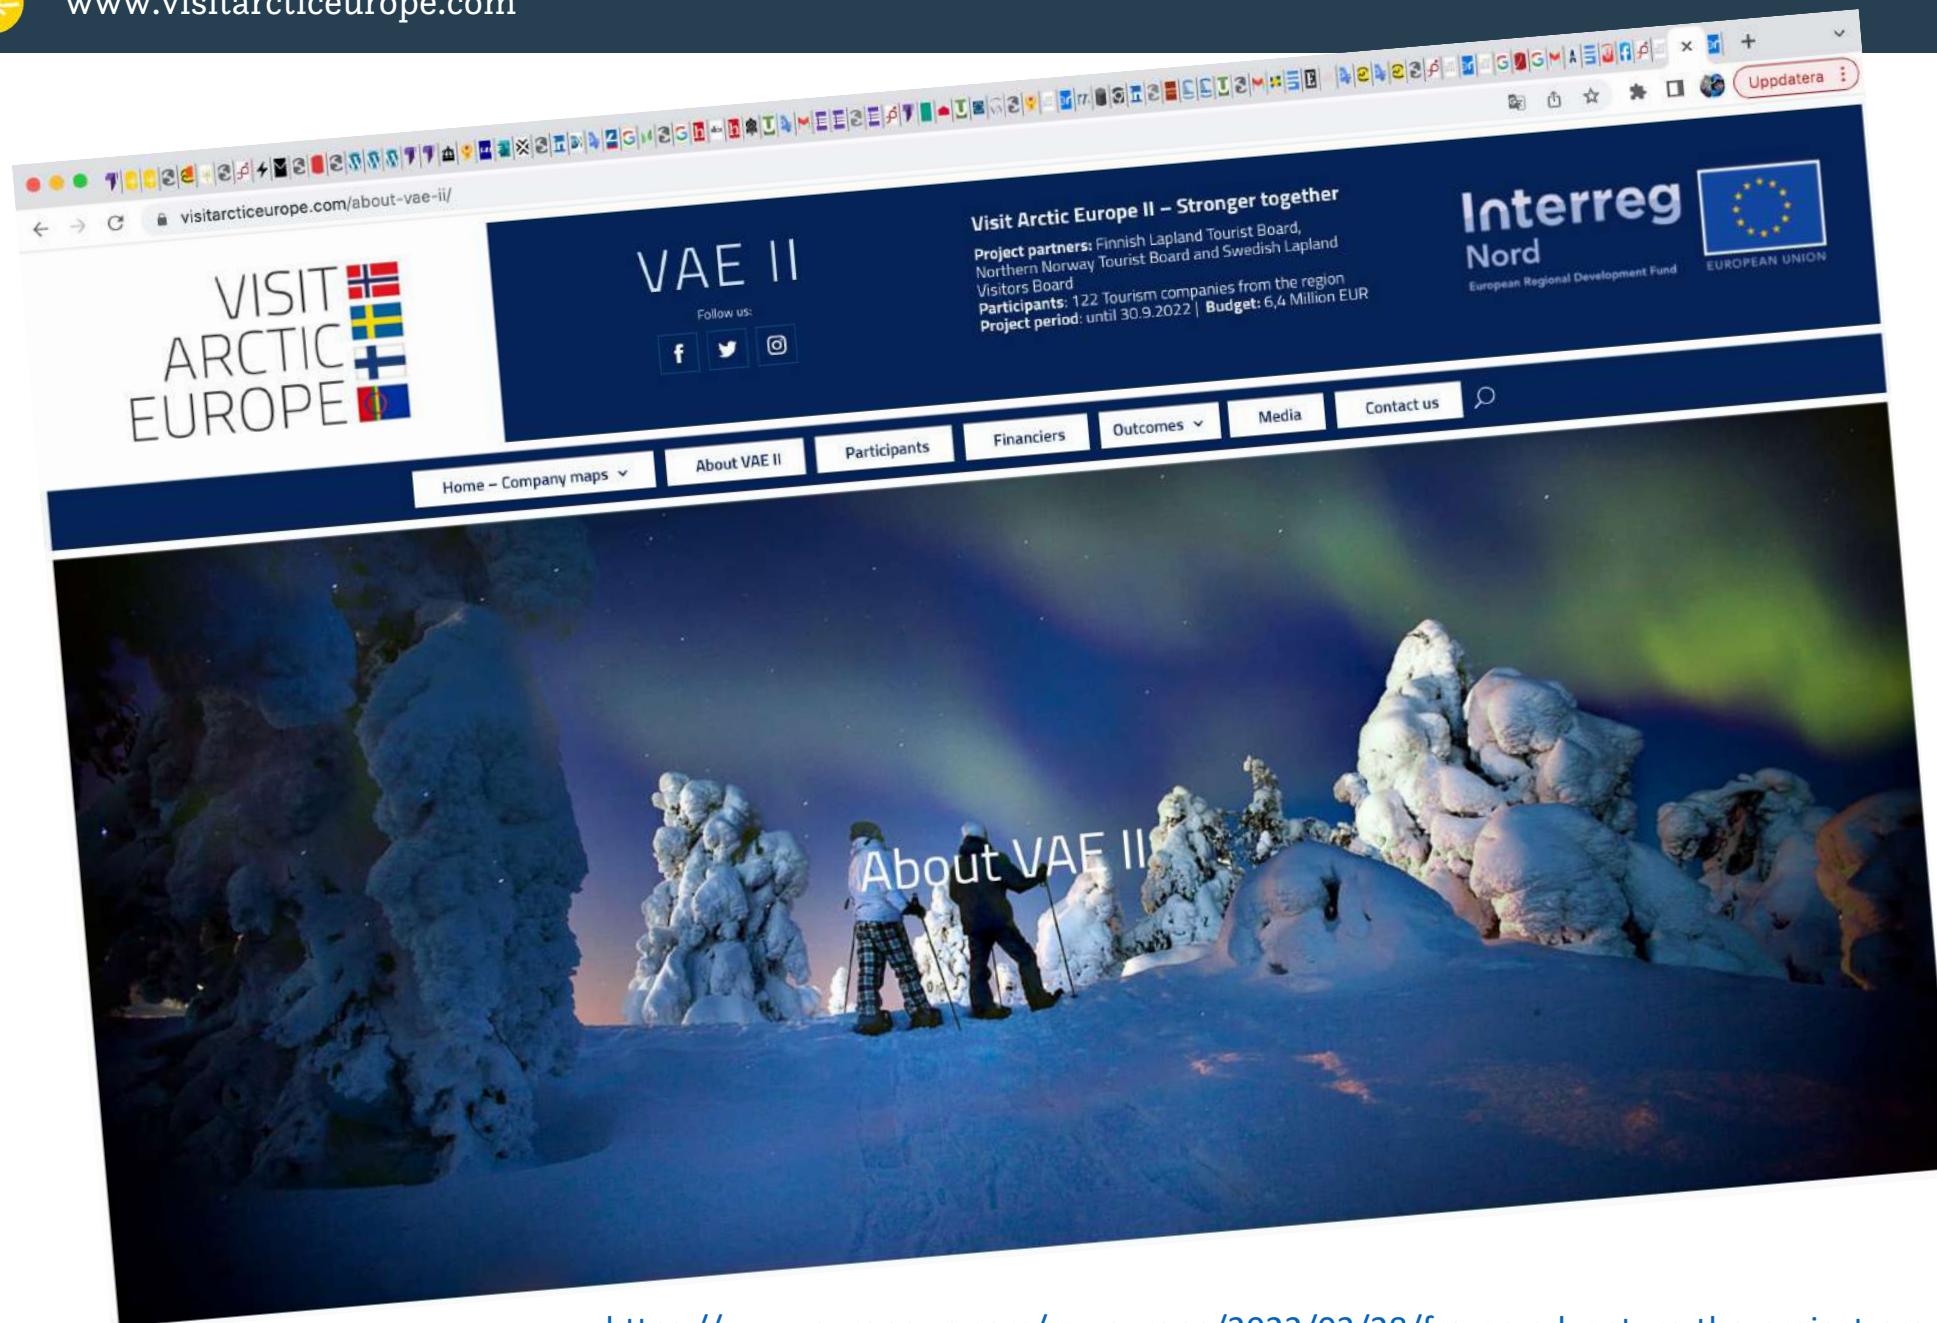 www.visitarcticeurope.com
Uppdatera
visitarcticeurope.com/about-vae-ii/
VISIT
ARCTIC
EUROPE
VAE II
Follow us:
Visit Arctic Europe II – Stronger together
Project partners: Finnish Lapland Tourist Board,
Northern Norway Tourist Board and Swedish Lapland
Visitors Board
Participants: 122 Tourism companies from the region
Project period: until 30.9.2022 | Budget: 6,4 Million EUR
Interreg
Nord
European Regional Development Fund
EUROPEAN UNION
Home – Company maps
About VAE II
Participants
Financiers
Outcomes
Media
Contact us
About VAE II